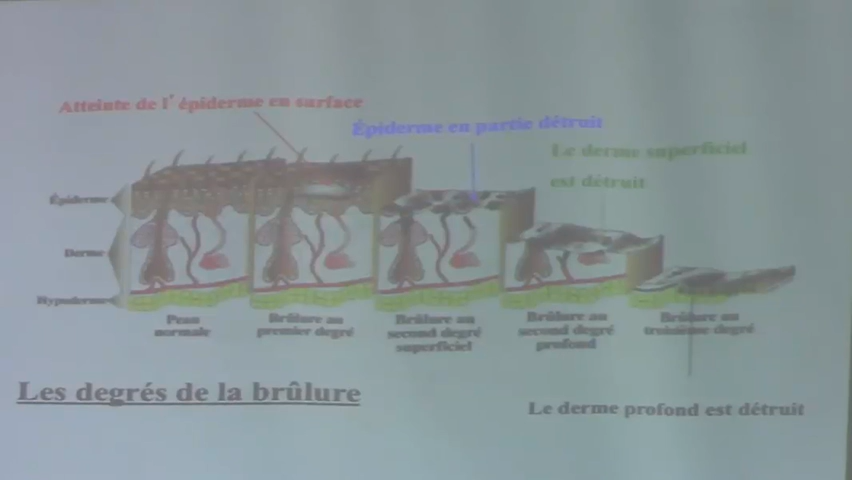 Atteinte de l'épiderme en surface
Épiderme en partie détruit
Le derme superficiel
est détruit
Épiderme
Derme
Hypoderme
Peau
normale
Brûlure au
premier degré
Brûlure au
second degré
superficiel
Brûlure au
second degré
profond
Brûlure au
troisième degré
Les degrés de la brûlure
Le derme profond est détruit